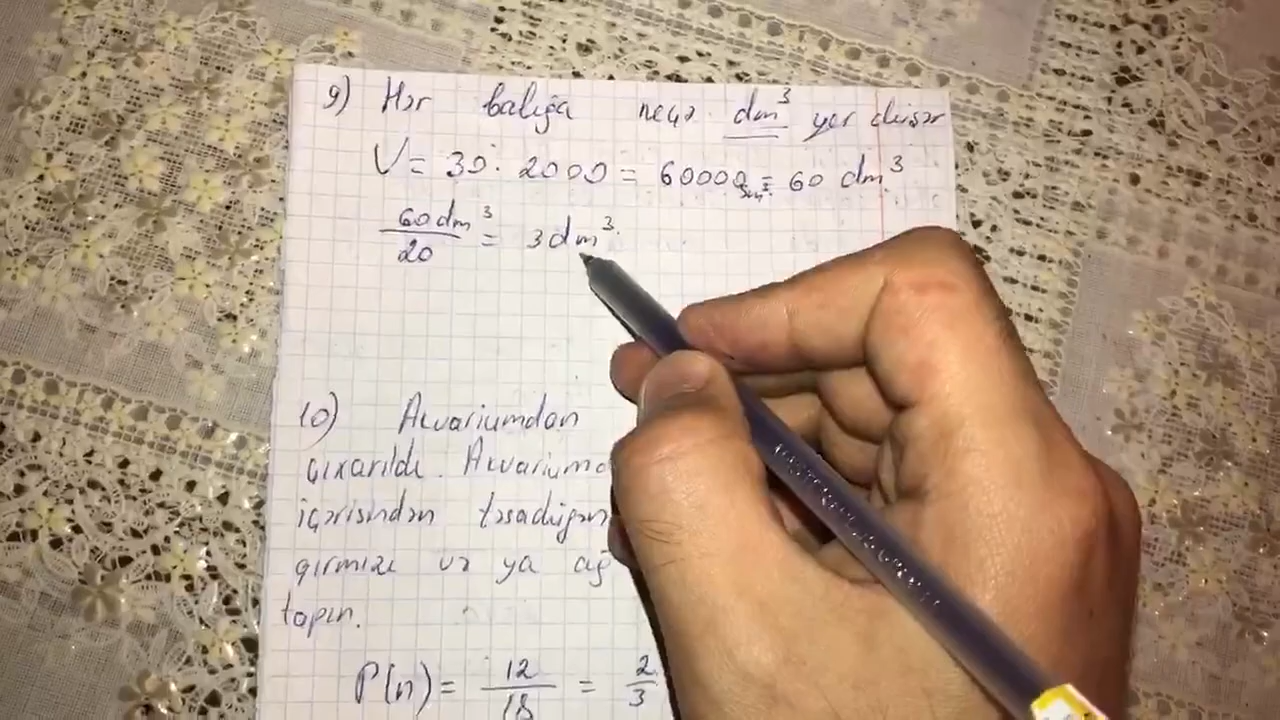 9) Hər balığa neçə dm³ yer düşər
V = 30 · 2000 = 60000 sm³ = 60 dm³
60 dm³ / 20 = 3 dm³
10) Akvariumdan
çıxarıldı. Akvariumd
içərisindən təsadüfən
qırmızı və ya ağ
tapın.
P(n) = 12/18 = 2/3